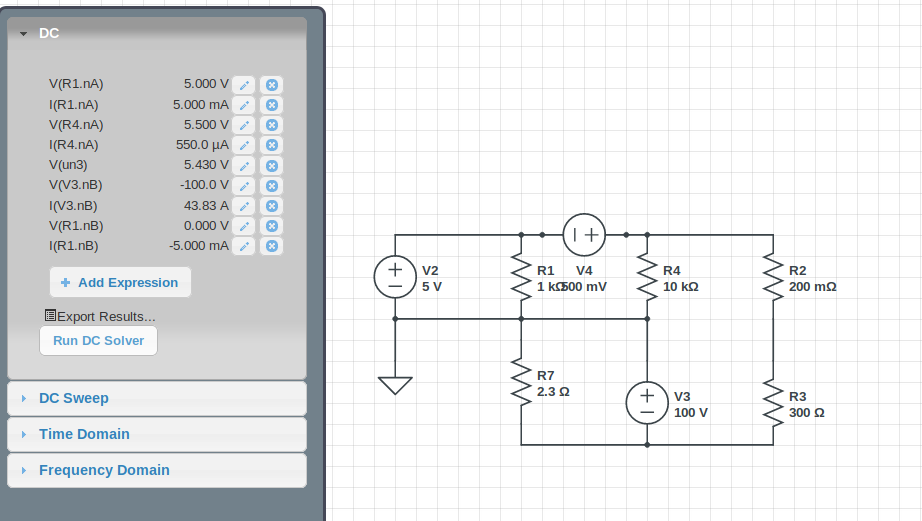 DC
V(R1.nA) 5.000 V
I(R1.nA) 5.000 mA
V(R4.nA) 5.500 V
I(R4.nA) 550.0 µA
V(un3) 5.430 V
V(V3.nB) -100.0 V
I(V3.nB) 43.83 A
V(R1.nB) 0.000 V
I(R1.nB) -5.000 mA
Add Expression
Export Results...
Run DC Solver
DC Sweep
Time Domain
Frequency Domain
V2
5 V
R1
1 kΩ
V4
500 mV
R4
10 kΩ
R2
200 mΩ
R7
2.3 Ω
V3
100 V
R3
300 Ω